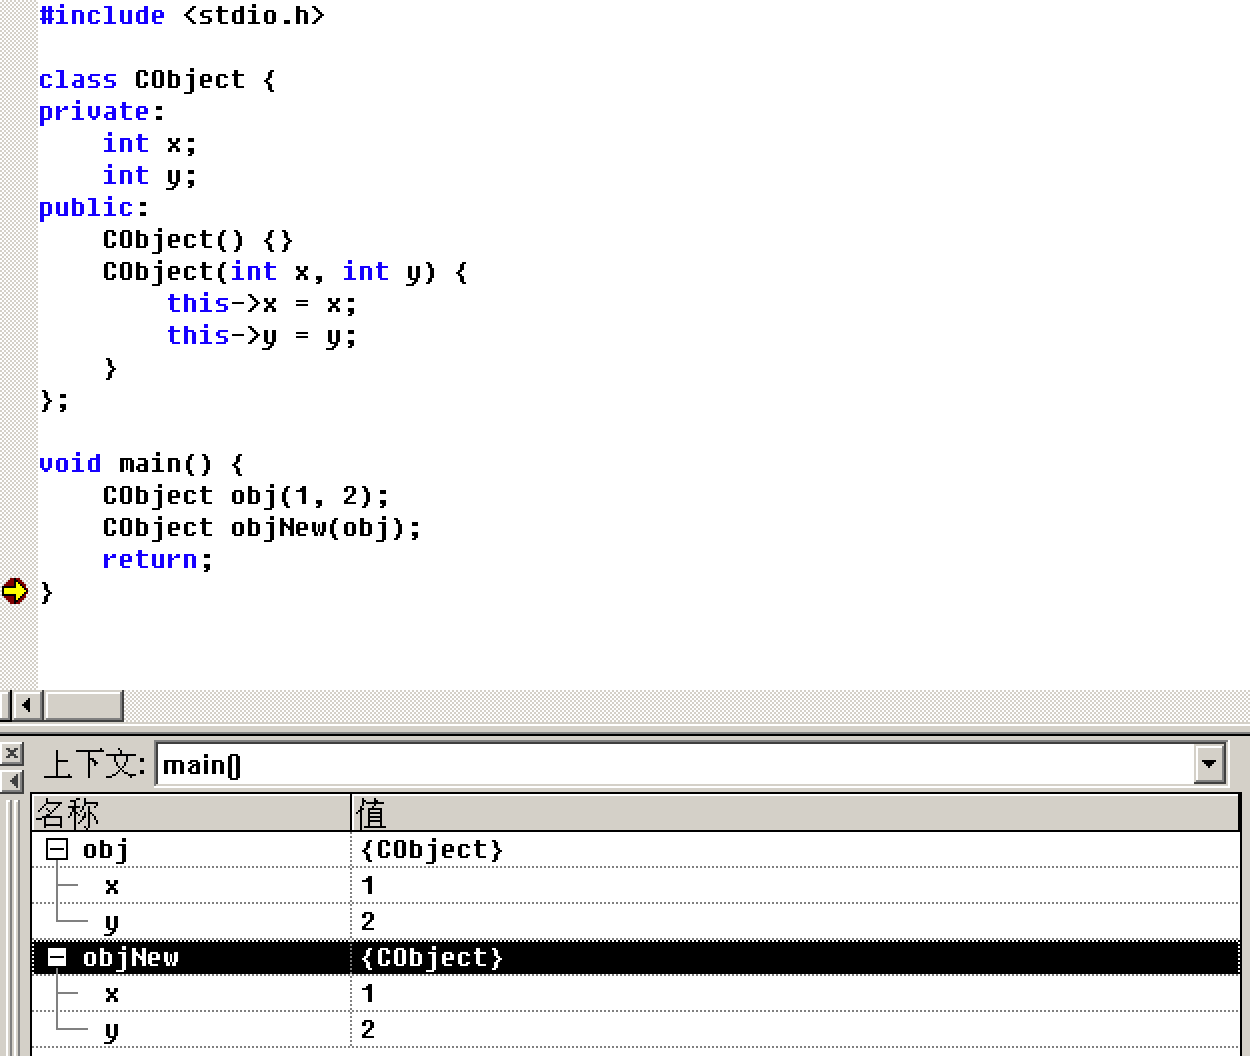 #include <stdio.h>
class CObject {
private:
    int x;
    int y;
public:
    CObject() {}
    CObject(int x, int y) {
        this->x = x;
        this->y = y;
    }
};
void main() {
    CObject obj(1, 2);
    CObject objNew(obj);
    return;
}
上下文: main()
名称 值
obj {CObject}
x 1
y 2
objNew {CObject}
x 1
y 2